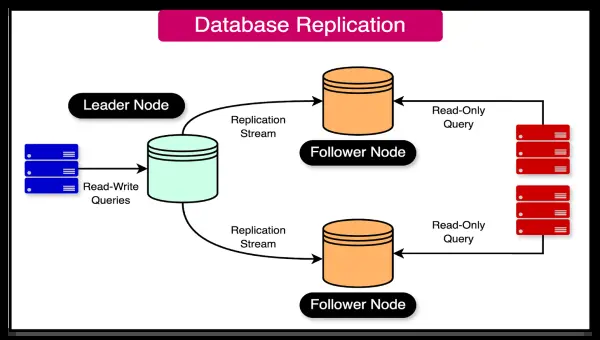 Database Replication
Leader Node
Replication
Stream
Read-Only
Query
Follower Node
Read-Write
Queries
Replication
Stream
Read-Only
Query
Follower Node